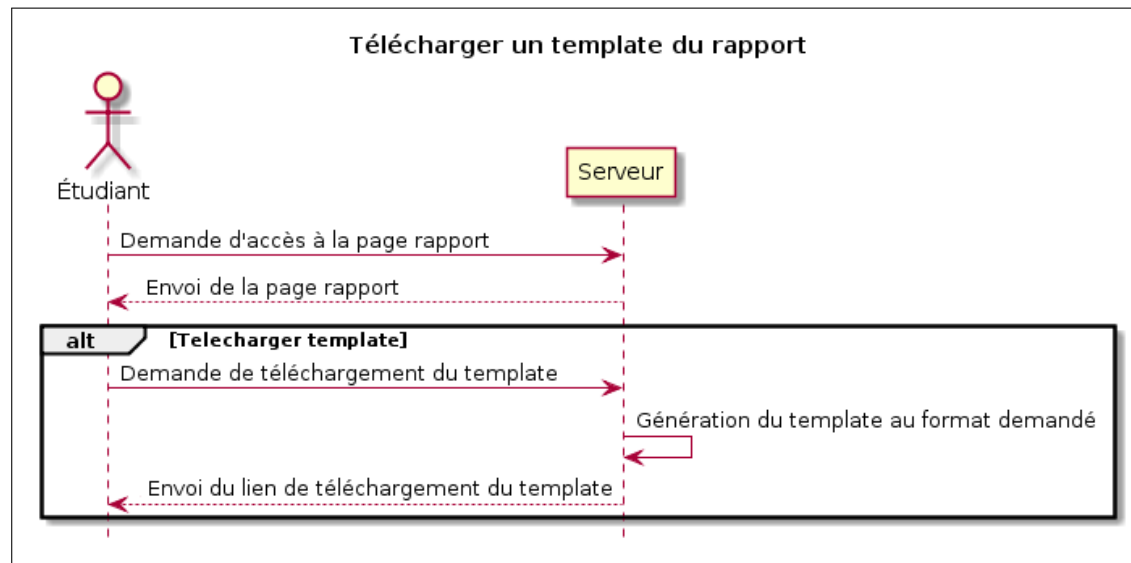 Télécharger un template du rapport
Étudiant
Serveur
Demande d'accès à la page rapport
Envoi de la page rapport
alt [Telecharger template]
Demande de téléchargement du template
Génération du template au format demandé
Envoi du lien de téléchargement du template